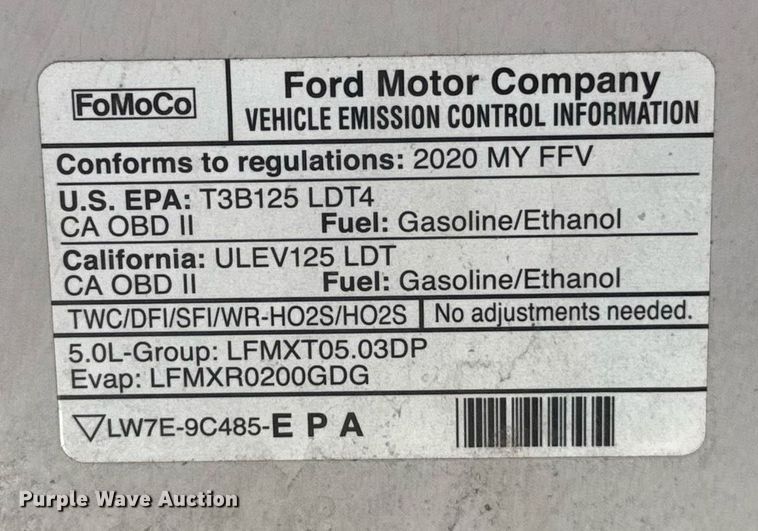 FoMoCo
Ford Motor Company
VEHICLE EMISSION CONTROL INFORMATION
Conforms to regulations: 2020 MY FFV
U.S. EPA: T3B125 LDT4
CA OBD II Fuel: Gasoline/Ethanol
California: ULEV125 LDT
CA OBD II Fuel: Gasoline/Ethanol
TWC/DFI/SFI/WR-HO2S/HO2S No adjustments needed.
5.0L-Group: LFMXT05.03DP
Evap: LFMXR0200GDG
LW7E-9C485-E P A
Purple Wave Auction